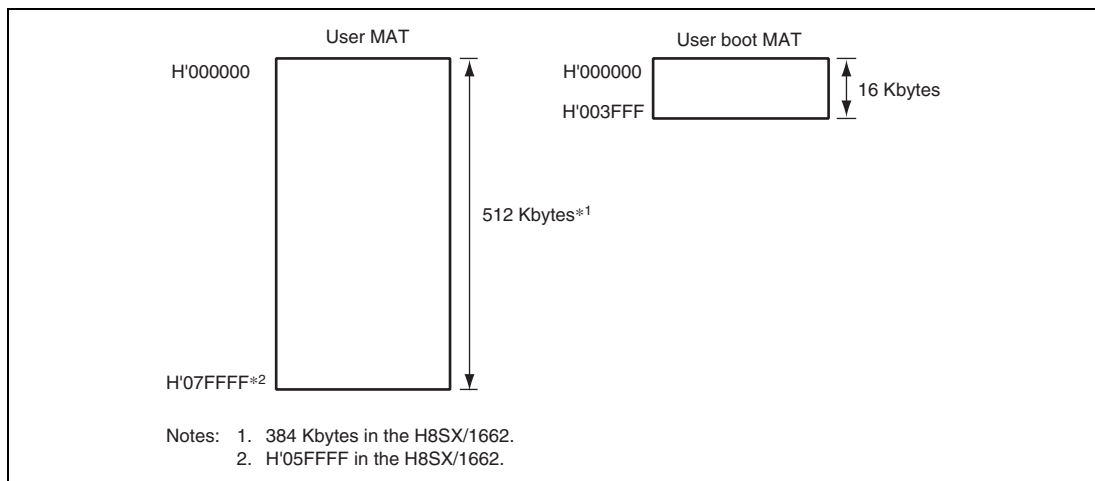 User MAT
H'000000
512 Kbytes*1
H'07FFFF*2
User boot MAT
H'000000
16 Kbytes
H'003FFF
Notes: 1. 384 Kbytes in the H8SX/1662.
2. H'05FFFF in the H8SX/1662.